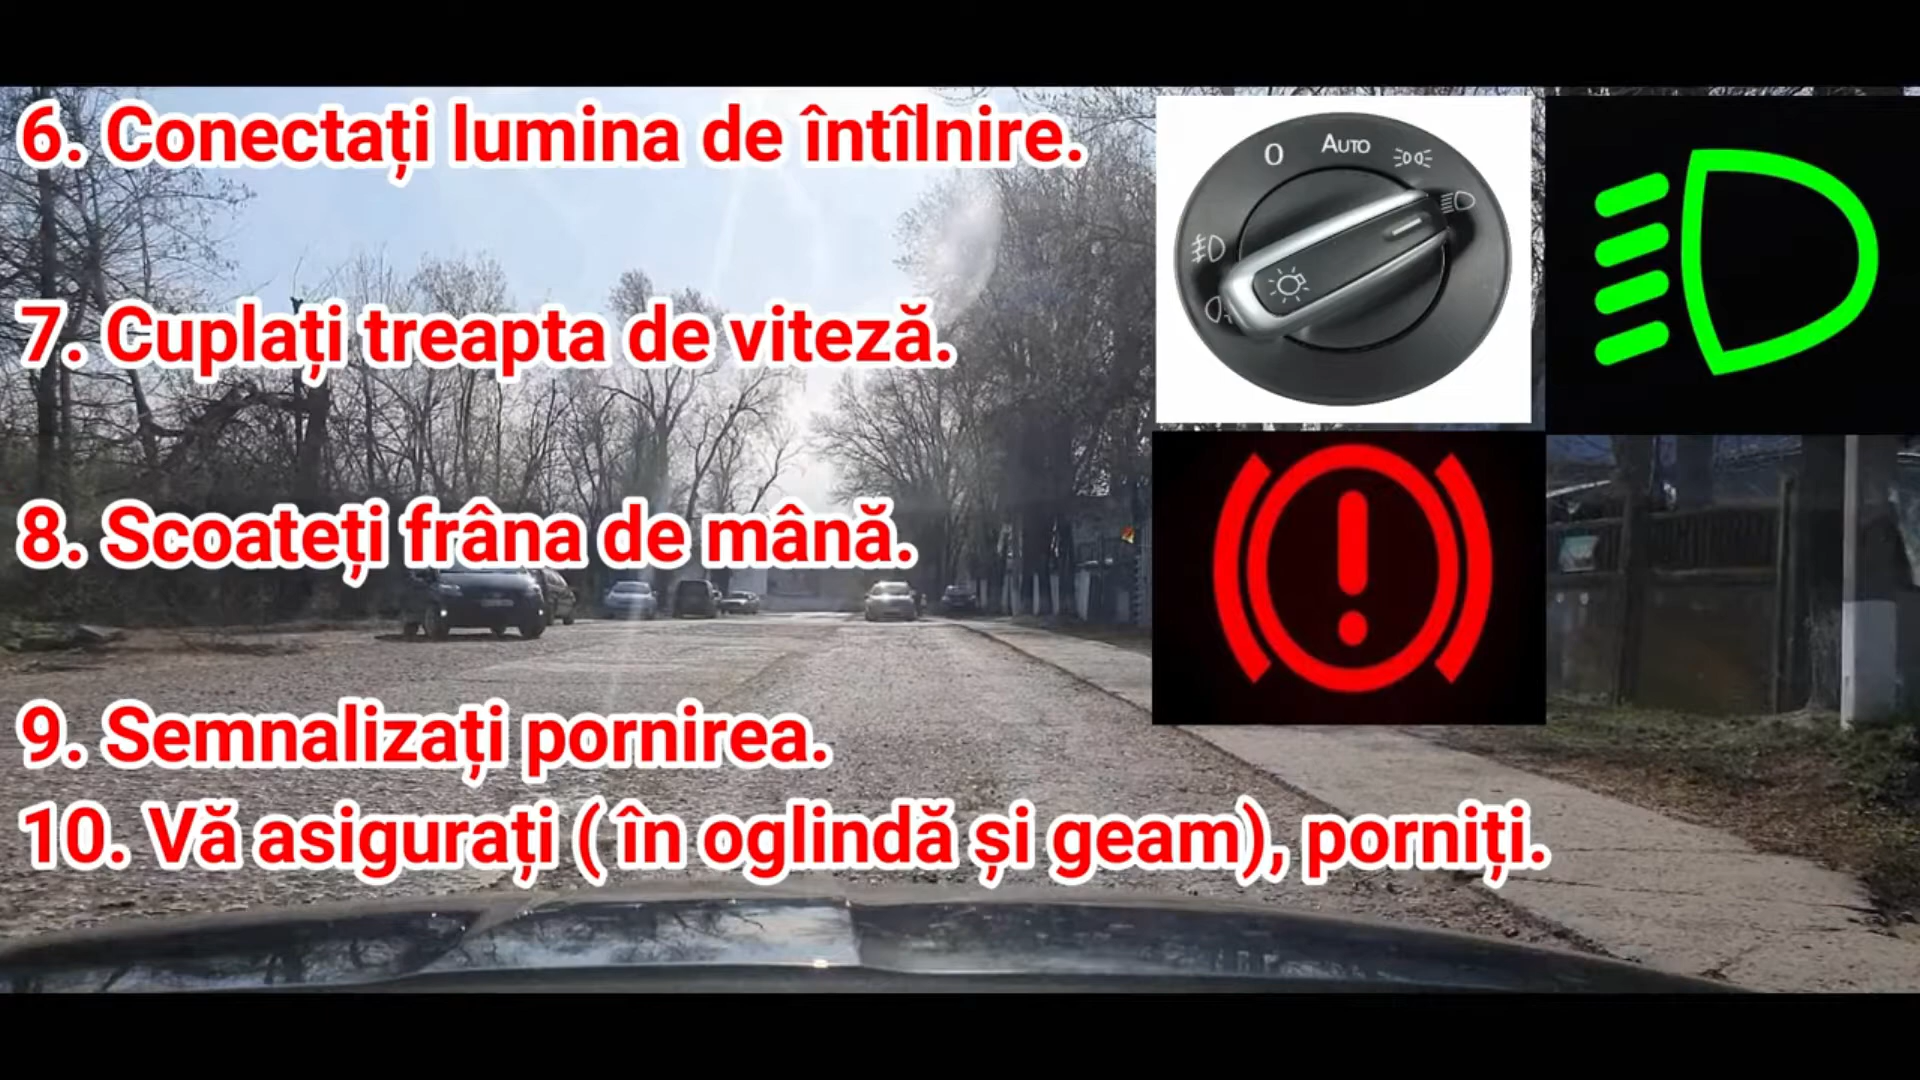 6. Conectați lumina de întîlnire.
0 AUTO
7. Cuplați treapta de viteză.
8. Scoateți frâna de mână.
9. Semnalizați pornirea.
10. Vă asigurați ( în oglindă și geam), porniți.